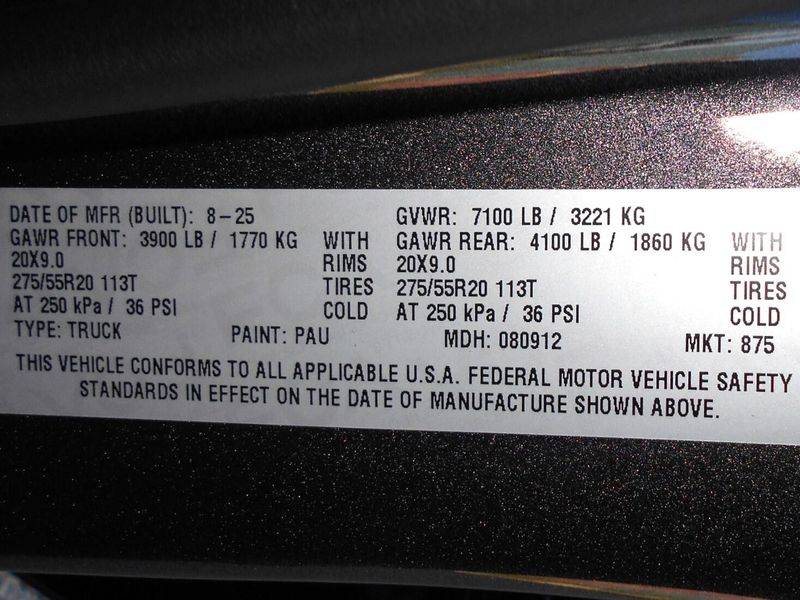 DATE OF MFR (BUILT): 8-25 GVWR: 7100 LB / 3221 KG
GAWR FRONT: 3900 LB / 1770 KG WITH GAWR REAR: 4100 LB / 1860 KG WITH
20X9.0 RIMS 20X9.0 RIMS
275/55R20 113T TIRES 275/55R20 113T TIRES
AT 250 kPa / 36 PSI COLD AT 250 kPa / 36 PSI COLD
TYPE: TRUCK PAINT: PAU MDH: 080912 MKT: 875
THIS VEHICLE CONFORMS TO ALL APPLICABLE U.S.A. FEDERAL MOTOR VEHICLE SAFETY
STANDARDS IN EFFECT ON THE DATE OF MANUFACTURE SHOWN ABOVE.